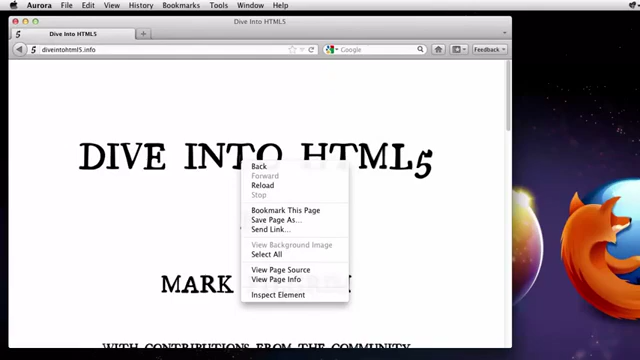 Aurora File Edit View History Bookmarks Tools Window Help
Dive Into HTML5
5 Dive Into HTML5
5 diveintohtml5.info Google Feedback
DIVE INTO HTML5
Back
Forward
Reload
Stop
Bookmark This Page
Save Page As...
Send Link...
View Background Image
Select All
View Page Source
View Page Info
Inspect Element
MARK
WITH CONTRIBUTIONS FROM THE COMMUNITY